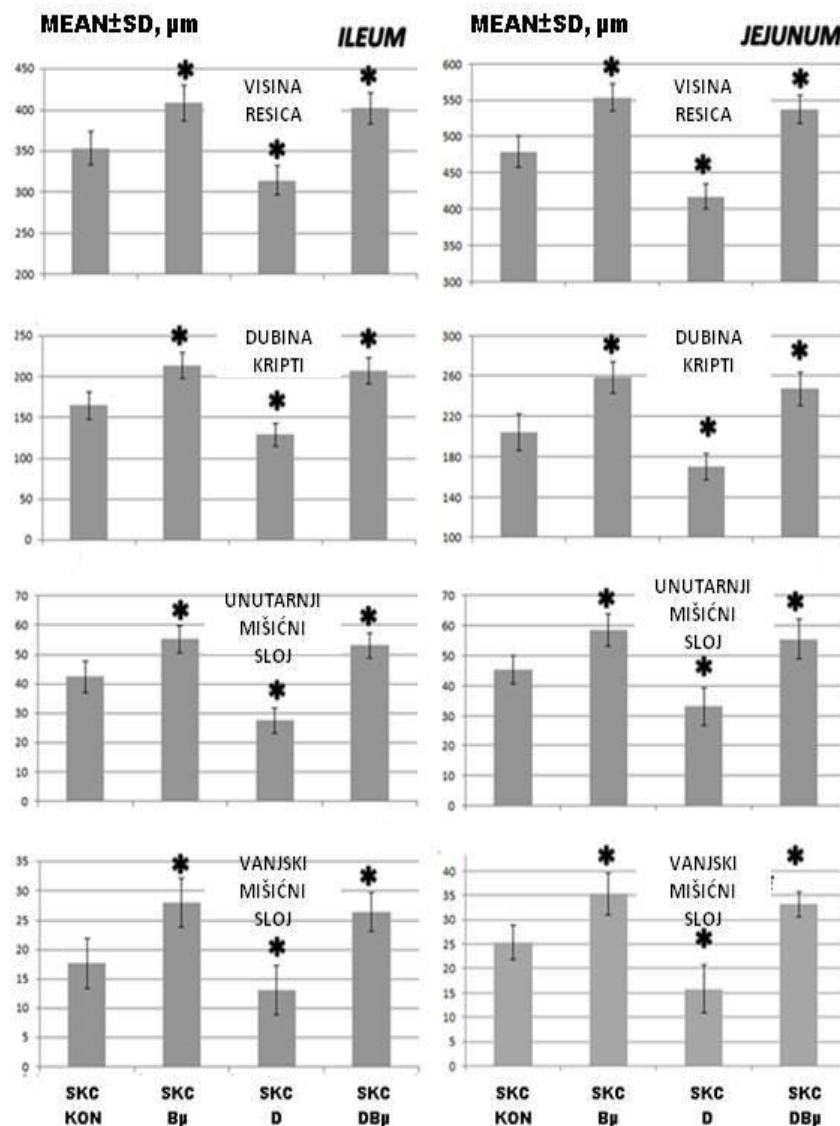 MEAN±SD, µm
ILEUM
450
400
350
300
250
200
VISINA
RESICA
*
*
*
250
200
150
100
50
0
DUBINA
KRIPTI
*
*
*
70
60
50
40
30
20
10
0
UNUTARNJI
MIŠIĆNI
SLOJ
*
*
*
35
30
25
20
15
10
5
0
VANJSKI
MIŠIĆNI
SLOJ
*
*
*
SKC SKC SKC SKC
KON Bµ D DBµ
MEAN±SD, µm
JEJUNUM
600
550
500
450
400
350
300
VISINA
RESICA
*
*
*
300
260
220
180
140
100
DUBINA
KRIPTI
*
*
*
70
60
50
40
30
20
10
0
UNUTARNJI
MIŠIĆNI
SLOJ
*
*
*
40
35
30
25
20
15
10
5
0
VANJSKI
MIŠIĆNI
SLOJ
*
*
*
SKC SKC SKC SKC
KON Bµ D DBµ